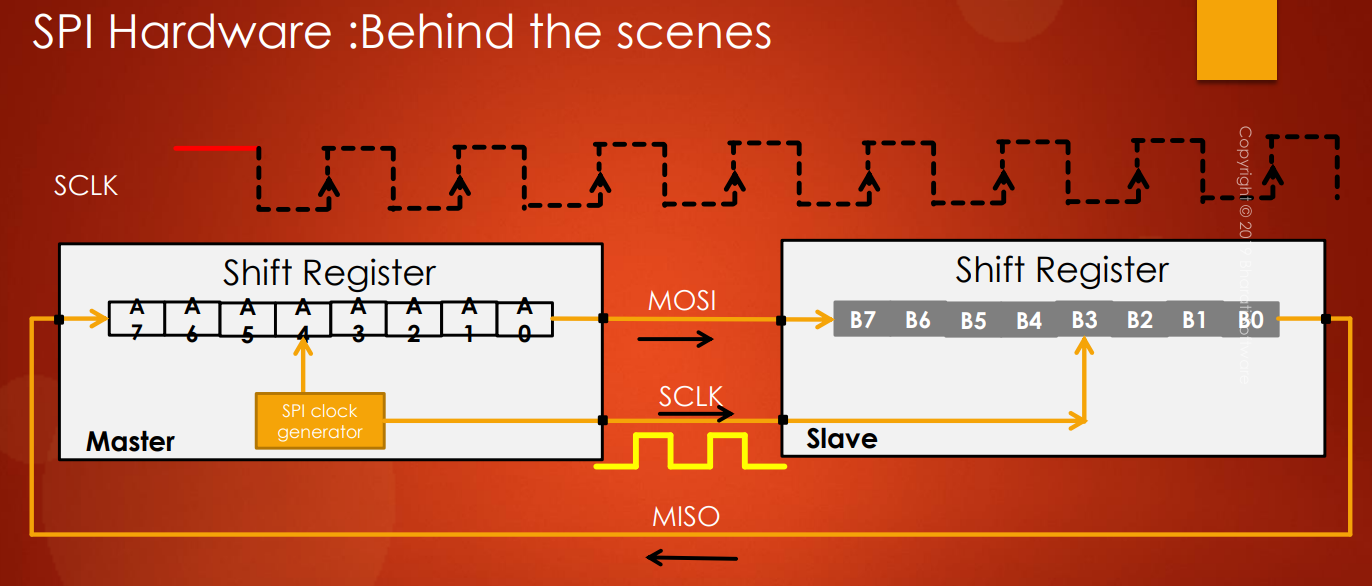 SPI Hardware :Behind the scenes
SCLK
Shift Register
A A A A A A A A
7 6 5 4 3 2 1 0
SPI clock
generator
Master
MOSI
SCLK
MISO
Shift Register
B7 B6 B5 B4 B3 B2 B1 B0
Slave
Copyright ©